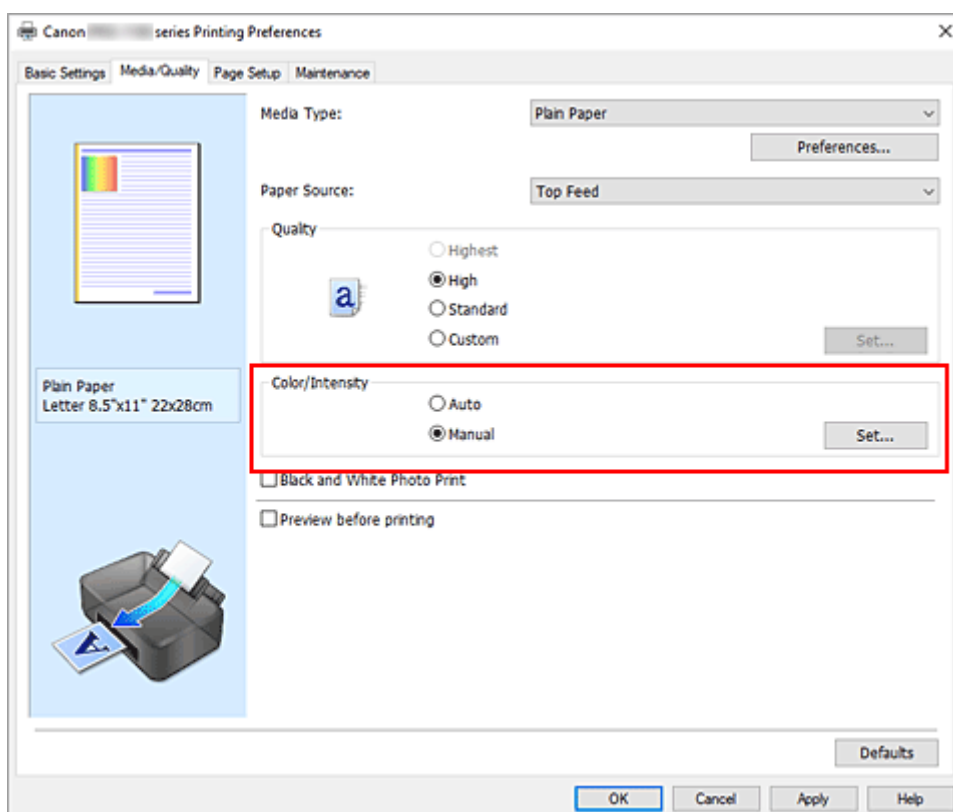 Canon series Printing Preferences
Basic Settings Media/Quality Page Setup Maintenance
Media Type: Plain Paper
Preferences...
Paper Source: Top Feed
Quality
Highest
a High
Standard
Custom Set...
Color/Intensity
Plain Paper
Letter 8.5"x11" 22x28cm
Auto
Manual Set...
Black and White Photo Print
Preview before printing
A
Defaults
OK Cancel Apply Help